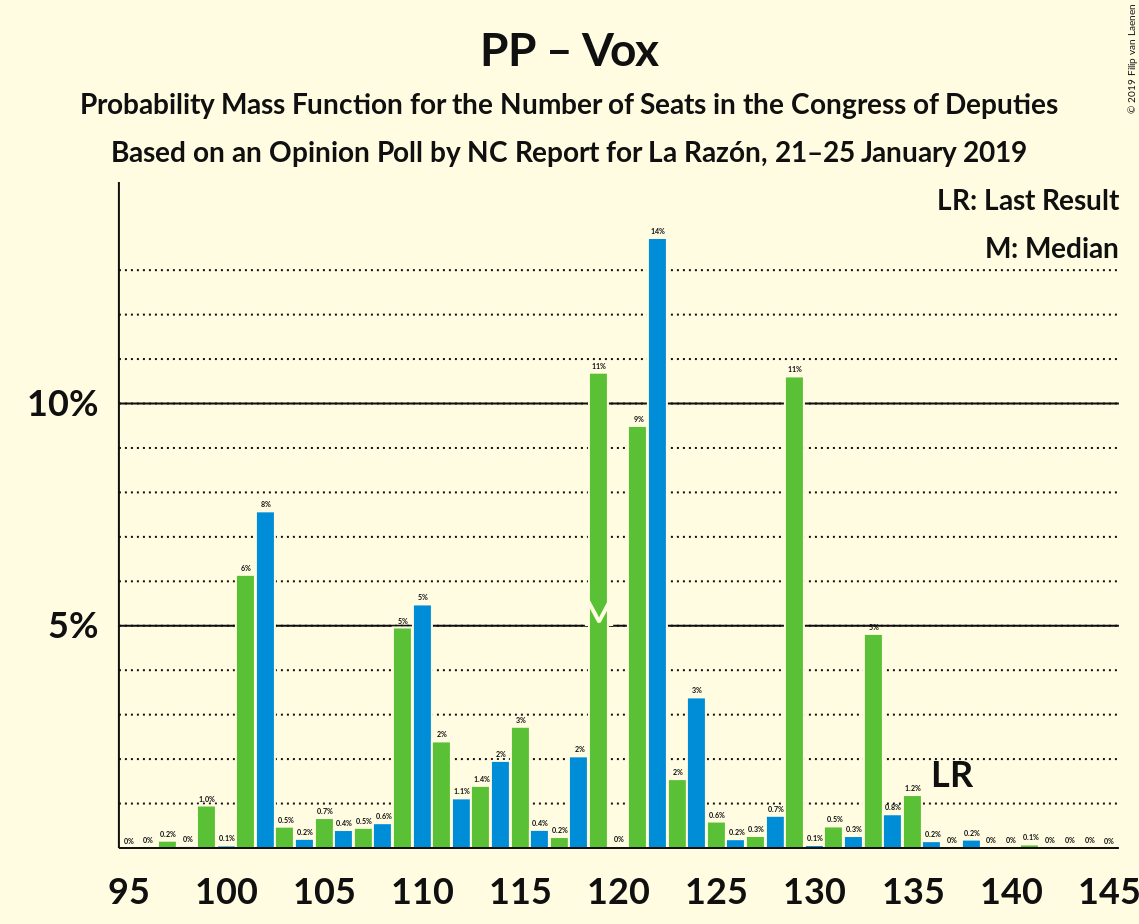 PP – Vox
Probability Mass Function for the Number of Seats in the Congress of Deputies
Based on an Opinion Poll by NC Report for La Razón, 21–25 January 2019
© 2019 Filip van Laenen
LR: Last Result
M: Median
10%
5%
0% 0% 0.2% 0% 1.0% 0.1% 6% 8% 0.5% 0.2% 0.7% 0.4% 0.5% 0.6% 5% 5% 2% 1.1% 1.4% 2% 3% 0.4% 0.2% 2% 11% 0% 9% 14% 2% 3% 0.6% 0.2% 0.3% 0.7% 11% 0.1% 0.5% 0.3% 5% 0.8% 1.2% 0.2% 0% 0.2% 0% 0% 0.1% 0% 0% 0% 0%
M
LR
95 100 105 110 115 120 125 130 135 140 145